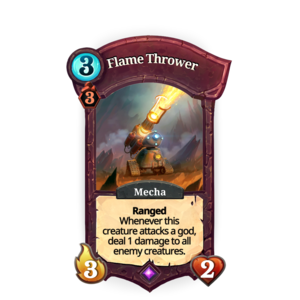 3
Flame Thrower
3
Mecha
Ranged
Whenever this
creature attacks a god,
deal 1 damage to all
enemy creatures.
3
2